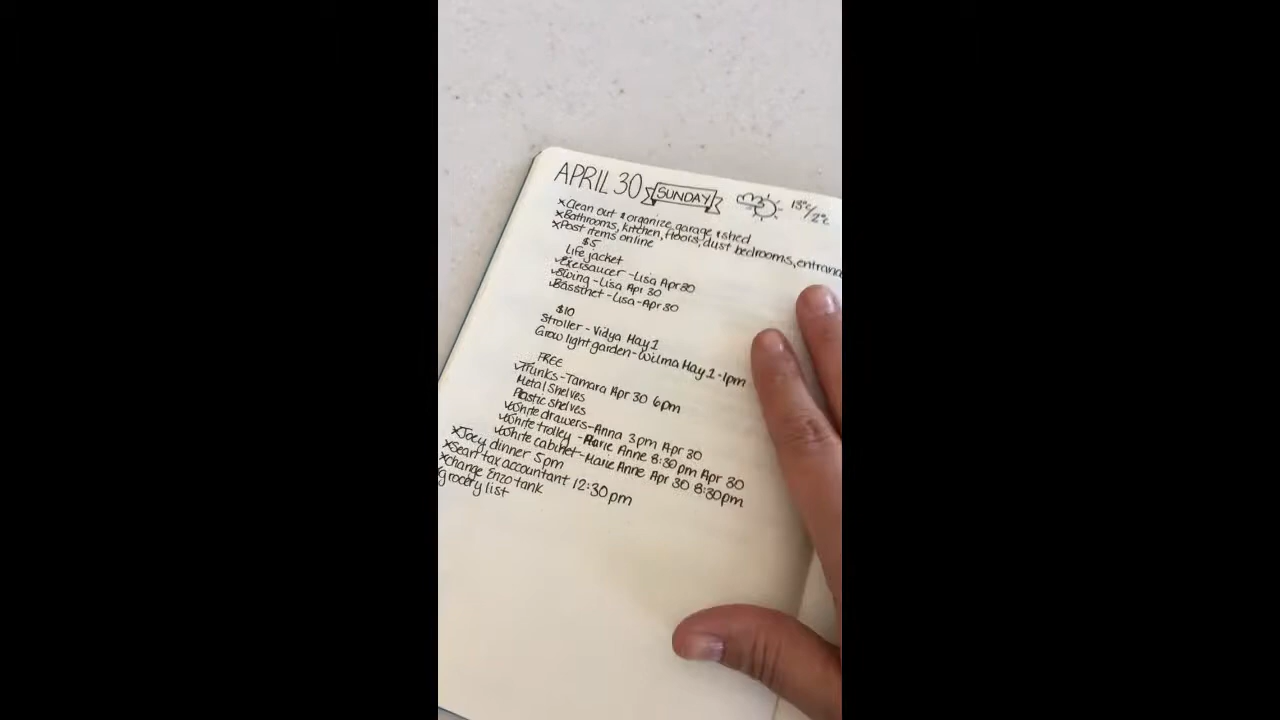 APRIL 30 SUNDAY 13°C/2°C
×Clean out & organize garage & shed
×Bathrooms, kitchen, floors, dust bedrooms, entrana
×Post items online
$5
Life jacket
✓Exersaucer - Lisa Apr 30
✓Swing - Lisa Apr 30
✓Bassinet - Lisa - Apr 30
$10
Stroller - Vidya May 1
Grow light garden - Wilma May 1 - 1pm
FREE
✓Trunks - Tamara Apr 30 6pm
Metal Shelves
Plastic shelves
✓White drawers - Anna 3pm Apr 30
✓White trolley - Marie Anne 8:30pm Apr 30
✓White cabinet - Marie Anne Apr 30 8:30pm
×Joey dinner 5pm
×Sean tax accountant 12:30pm
×Change Enzo tank
grocery list